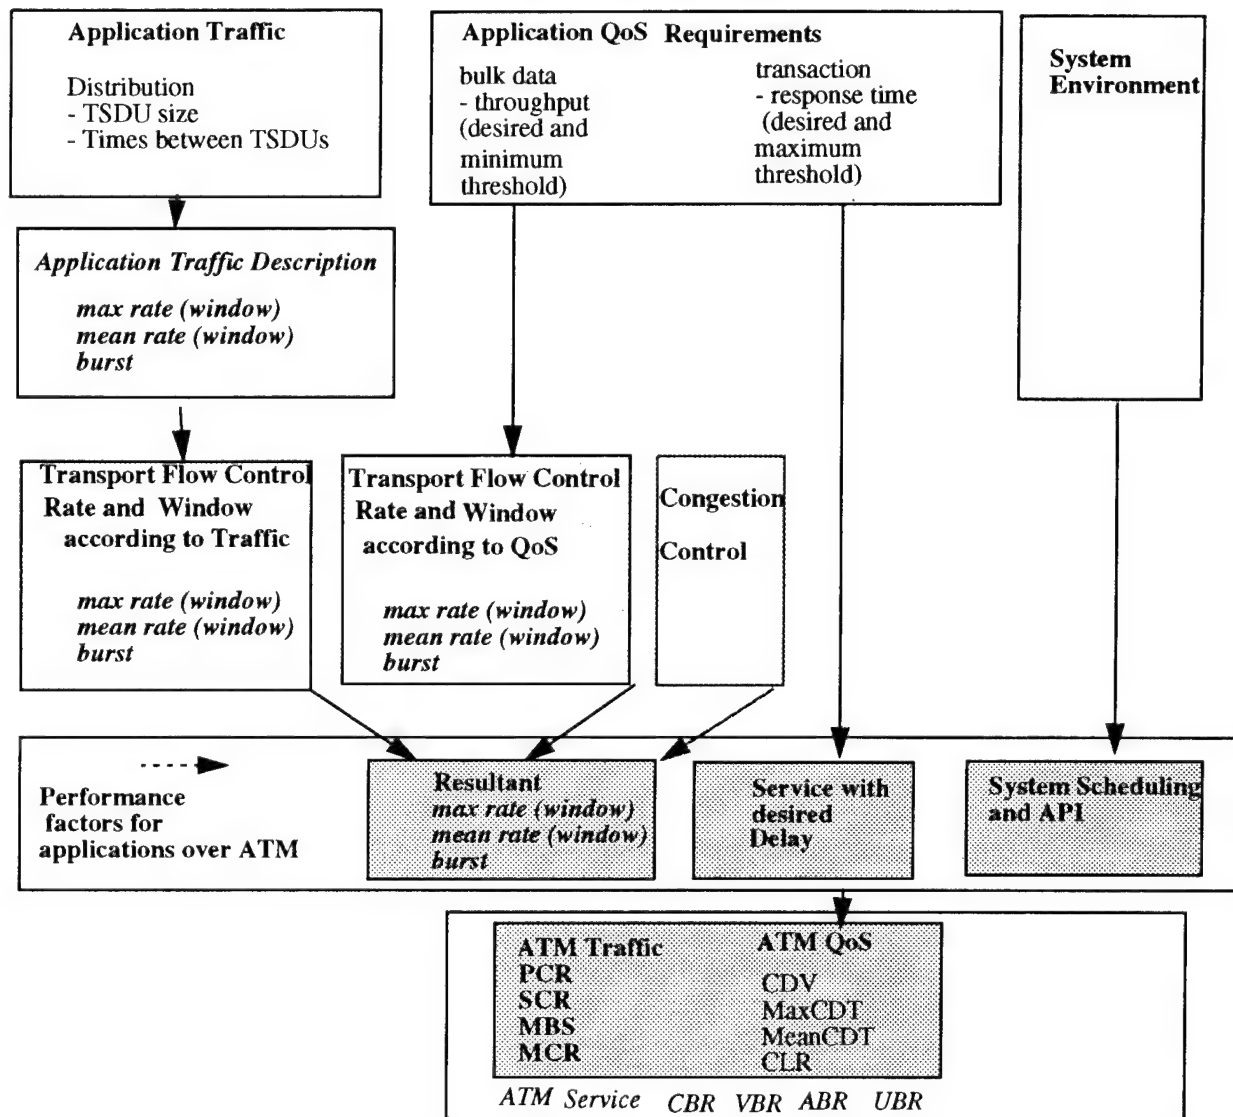 Application Traffic
Distribution
- TSDU size
- Times between TSDUs
Application QoS Requirements
bulk data
- throughput
(desired and
minimum
threshold)
transaction
- response time
(desired and
maximum
threshold)
System
Environment
Application Traffic Description
max rate (window)
mean rate (window)
burst
Transport Flow Control
Rate and Window
according to Traffic
max rate (window)
mean rate (window)
burst
Transport Flow Control
Rate and Window
according to QoS
max rate (window)
mean rate (window)
burst
Congestion
Control
Performance
factors for
applications over ATM
Resultant
max rate (window)
mean rate (window)
burst
Service with
desired
Delay
System Scheduling
and API
ATM Traffic
PCR
SCR
MBS
MCR
ATM QoS
CDV
MaxCDT
MeanCDT
CLR
ATM Service CBR VBR ABR UBR